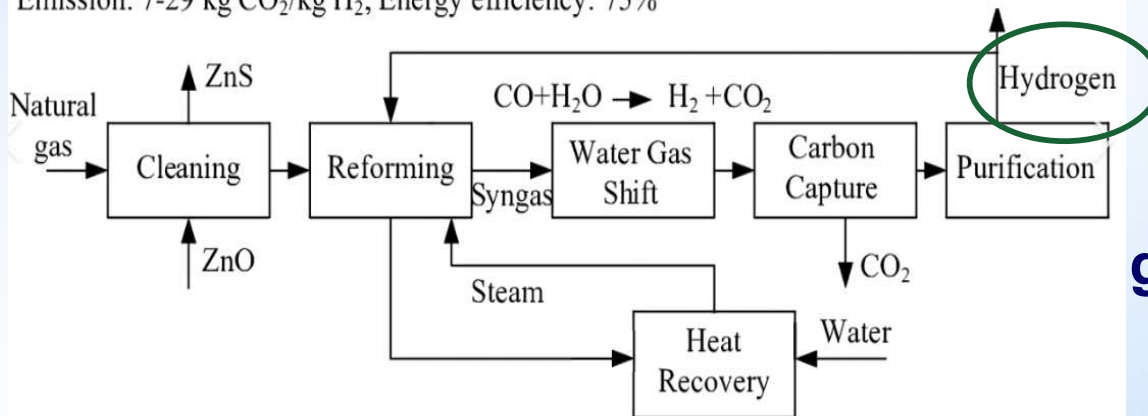 Emission: 7-29 kg CO₂/kg H₂, Energy efficiency: 75%
ZnS
Hydrogen
Natural
gas
CO+H₂O → H₂ +CO₂
Cleaning
Reforming
Syngas
Water Gas
Shift
Carbon
Capture
Purification
ZnO
Steam
CO₂
g
Heat
Recovery
Water